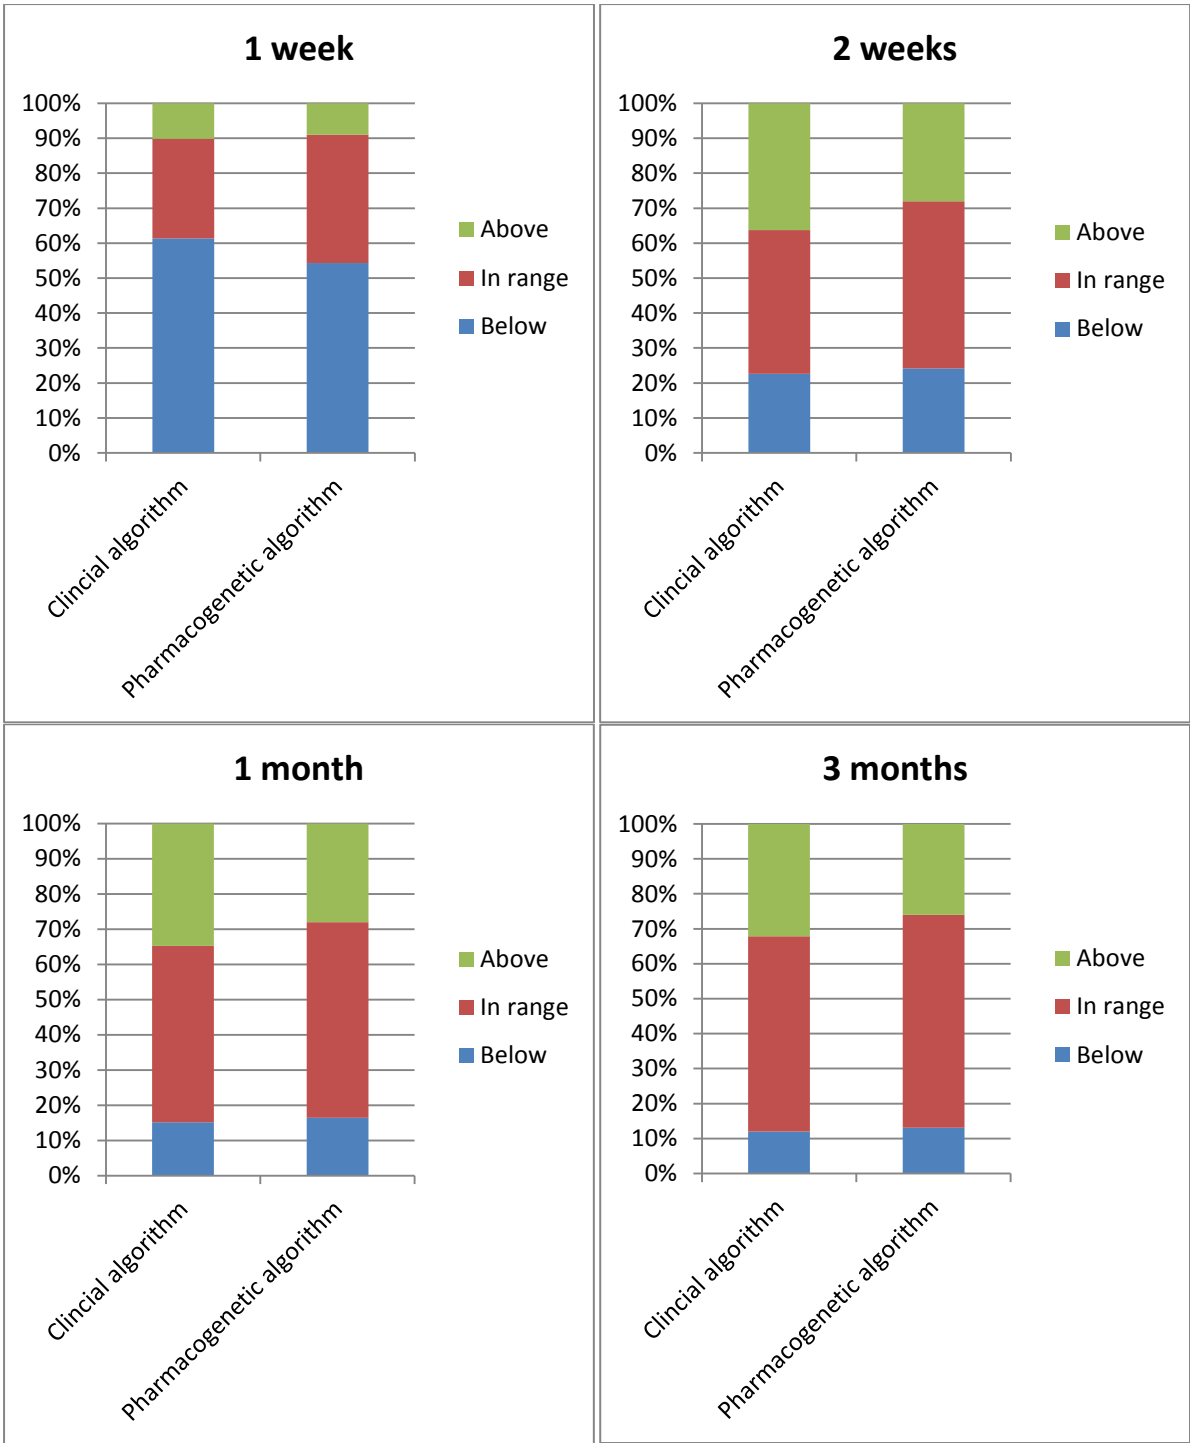 1 week
100%
90%
80%
70%
60%
50%
40%
30%
20%
10%
0%
Above
In range
Below
Clincial algorithm
Pharmacogenetic algorithm
2 weeks
100%
90%
80%
70%
60%
50%
40%
30%
20%
10%
0%
Above
In range
Below
Clincial algorithm
Pharmacogenetic algorithm
1 month
100%
90%
80%
70%
60%
50%
40%
30%
20%
10%
0%
Above
In range
Below
Clincial algorithm
Pharmacogenetic algorithm
3 months
100%
90%
80%
70%
60%
50%
40%
30%
20%
10%
0%
Above
In range
Below
Clincial algorithm
Pharmacogenetic algorithm